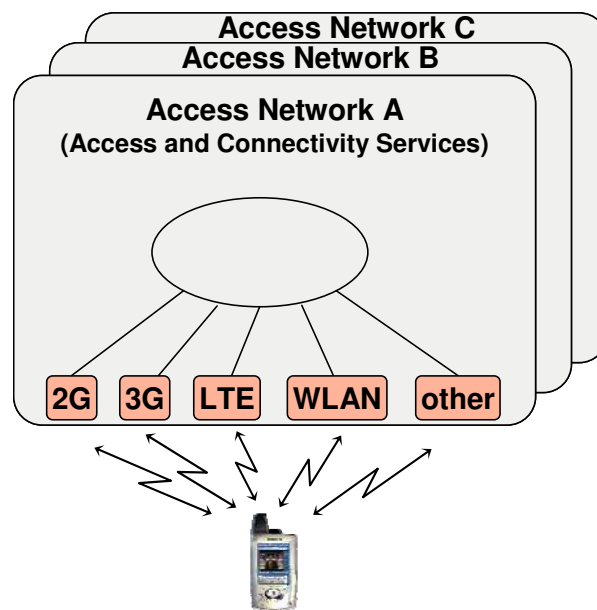 Access Network C
Access Network B
Access Network A
(Access and Connectivity Services)
2G 3G LTE WLAN other